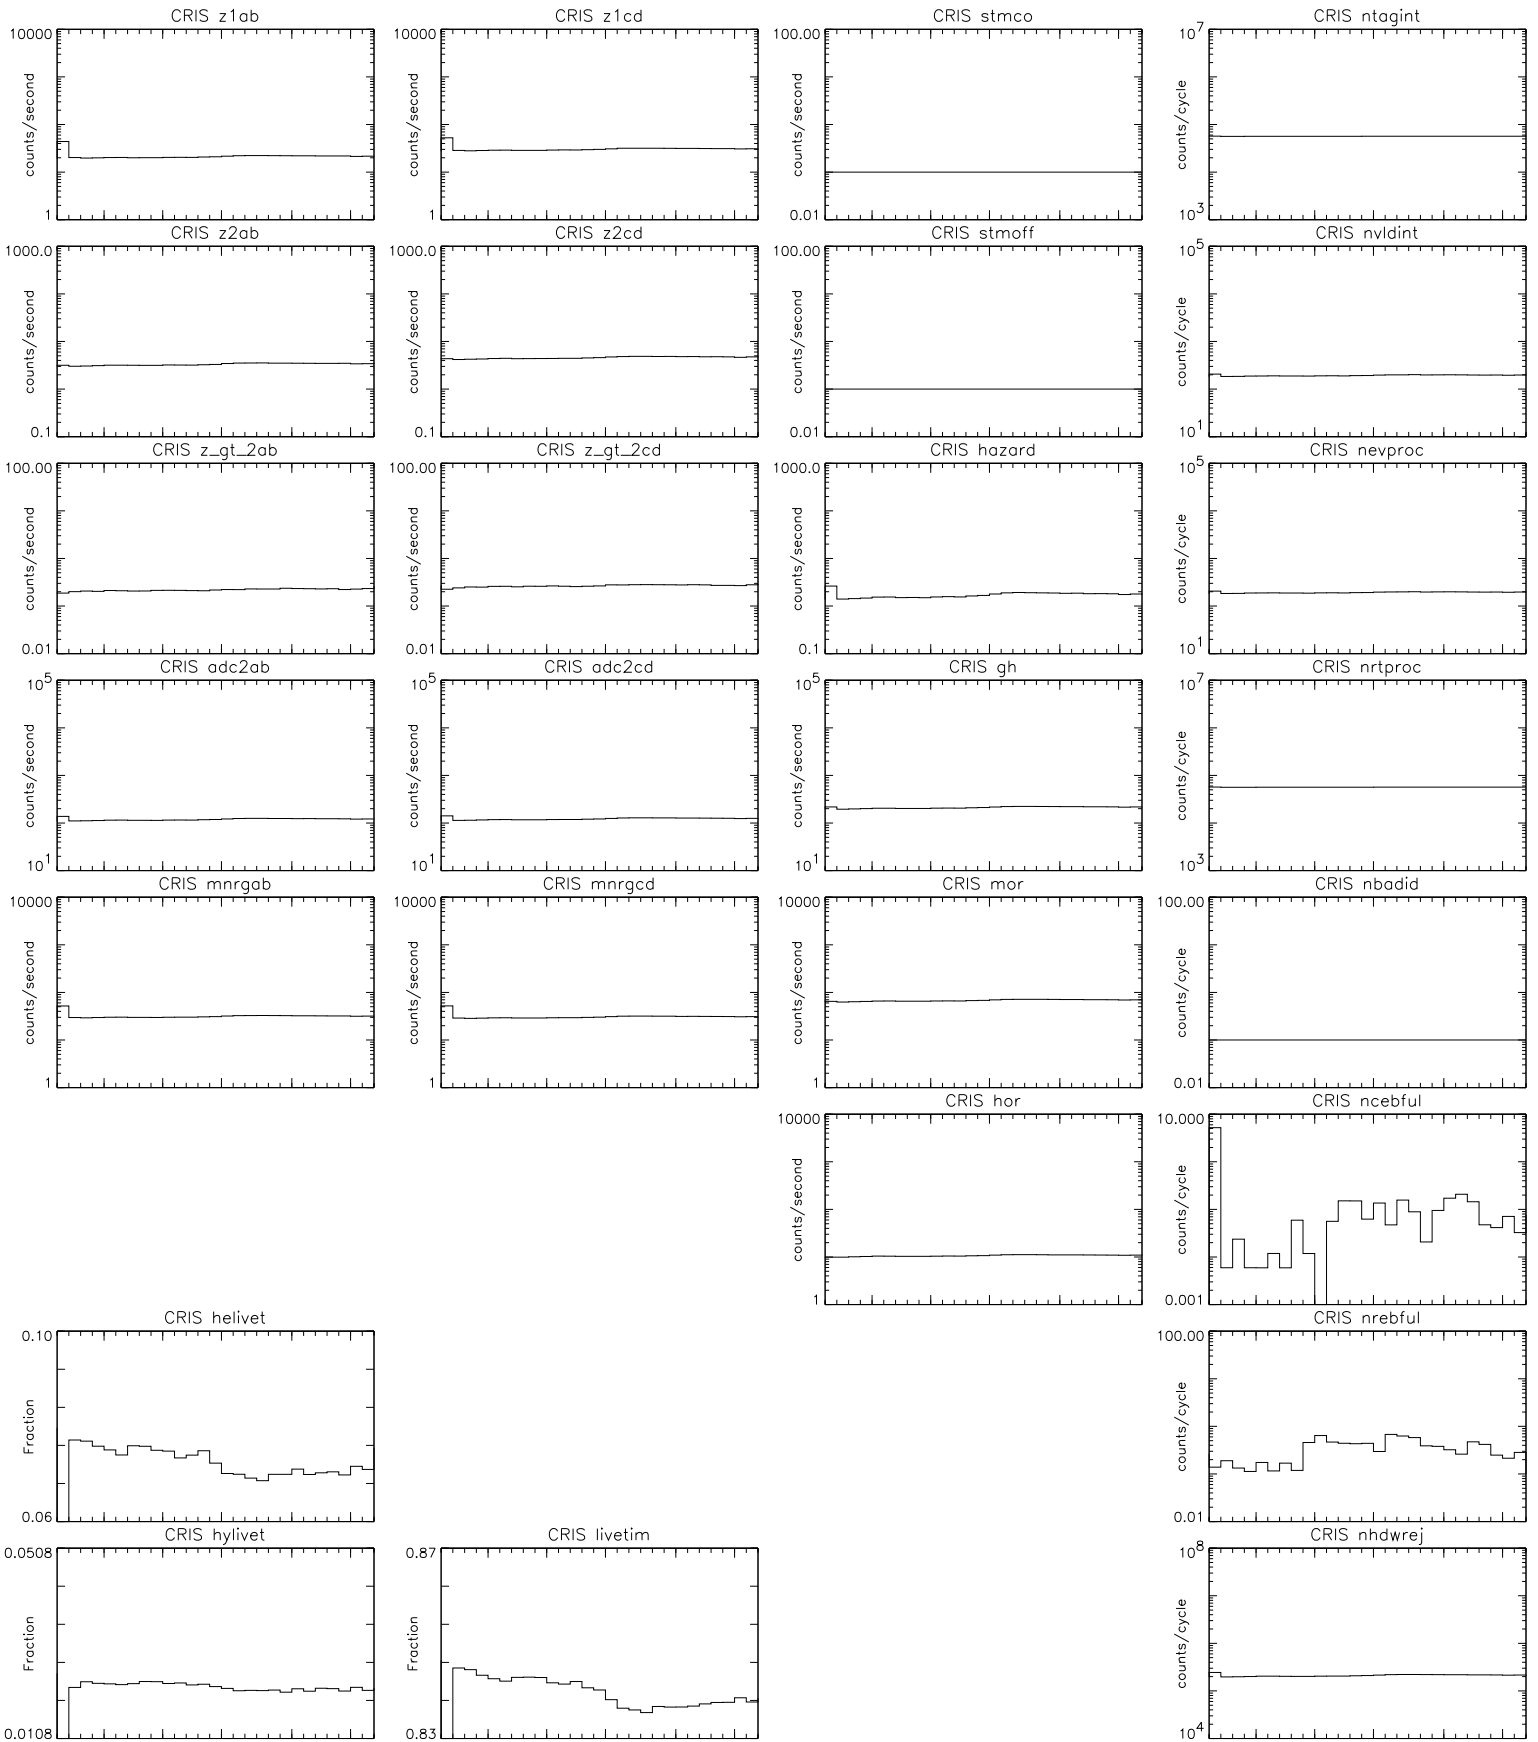 CRIS z1ab CRIS z1cd CRIS stmco CRIS ntagint
10000 10000 100.00 10^7
counts/second counts/second counts/second counts/cycle
1 1 0.01 10^3
CRIS z2ab CRIS z2cd CRIS stmoff CRIS nvldint
1000.0 1000.0 100.00 10^5
counts/second counts/second counts/second counts/cycle
0.1 0.1 0.01 10^1
CRIS z_gt_2ab CRIS z_gt_2cd CRIS hazard CRIS nevproc
100.00 100.00 1000.0 10^5
counts/second counts/second counts/second counts/cycle
0.01 0.01 0.1 10^1
CRIS adc2ab CRIS adc2cd CRIS gh CRIS nrtproc
10^5 10^5 10^5 10^7
counts/second counts/second counts/second counts/cycle
10^1 10^1 10^1 10^3
CRIS mnrgab CRIS mnrgcd CRIS mor CRIS nbadid
10000 10000 10000 100.00
counts/second counts/second counts/second counts/cycle
1 1 1 0.01
CRIS hor CRIS ncebful
10000 10.000
counts/second counts/cycle
1 0.001
CRIS helivet CRIS nrebful
0.10 100.00
Fraction counts/cycle
0.06 0.01
CRIS hylivet CRIS livetim CRIS nhdwrej
0.0508 0.87 10^8
Fraction Fraction counts/cycle
0.0108 0.83 10^4